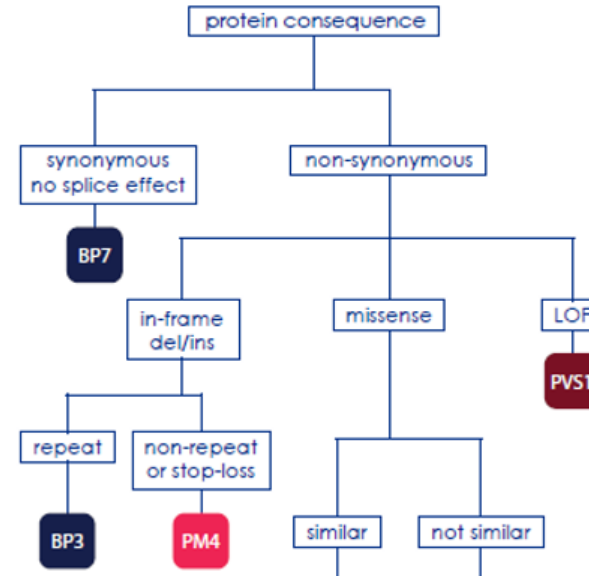 protein consequence
synonymous
no splice effect
non-synonymous
BP7
in-frame
del/ins
missense
LOF
PVS1
repeat
non-repeat
or stop-loss
BP3
PM4
similar
not similar